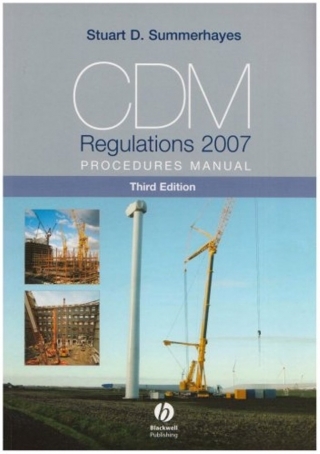 Stuart D. Summerhayes
CDM
Regulations 2007
PROCEDURES MANUAL
Third Edition
Blackwell
Publishing